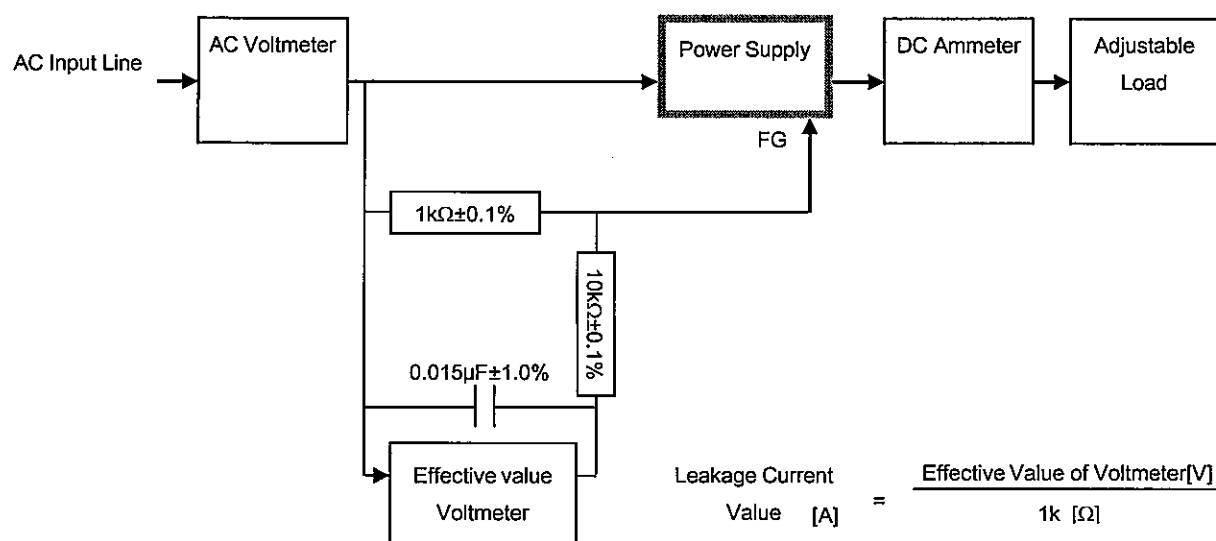 AC Input Line
AC Voltmeter
Power Supply
DC Ammeter
Adjustable
Load
FG
1kΩ±0.1%
10kΩ±0.1%
0.015µF±1.0%
Effective value
Voltmeter
Leakage Current
Value [A]
=
Effective Value of Voltmeter[V]
1k [Ω]